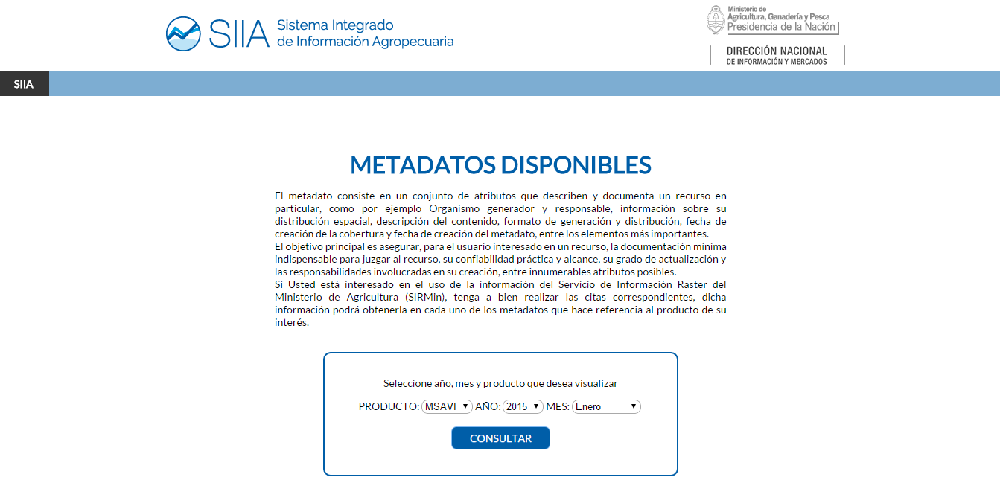 SIIA Sistema Integrado
de Información Agropecuaria
Ministerio de
Agricultura, Ganadería y Pesca
Presidencia de la Nación
DIRECCIÓN NACIONAL
DE INFORMACIÓN Y MERCADOS
SIIA
METADATOS DISPONIBLES
El metadato consiste en un conjunto de atributos que describen y documenta un recurso en
particular, como por ejemplo Organismo generador y responsable, información sobre su
distribución espacial, descripción del contenido, formato de generación y distribución, fecha de
creación de la cobertura y fecha de creación del metadato, entre los elementos más importantes.
El objetivo principal es asegurar, para el usuario interesado en un recurso, la documentación mínima
indispensable para juzgar al recurso, su confiabilidad práctica y alcance, su grado de actualización y
las responsabilidades involucradas en su creación, entre innumerables atributos posibles.
Si Usted está interesado en el uso de la información del Servicio de Información Raster del
Ministerio de Agricultura (SIRMin), tenga a bien realizar las citas correspondientes, dicha
información podrá obtenerla en cada uno de los metadatos que hace referencia al producto de su
interés.
Seleccione año, mes y producto que desea visualizar
PRODUCTO: MSAVI AÑO: 2015 MES: Enero
CONSULTAR